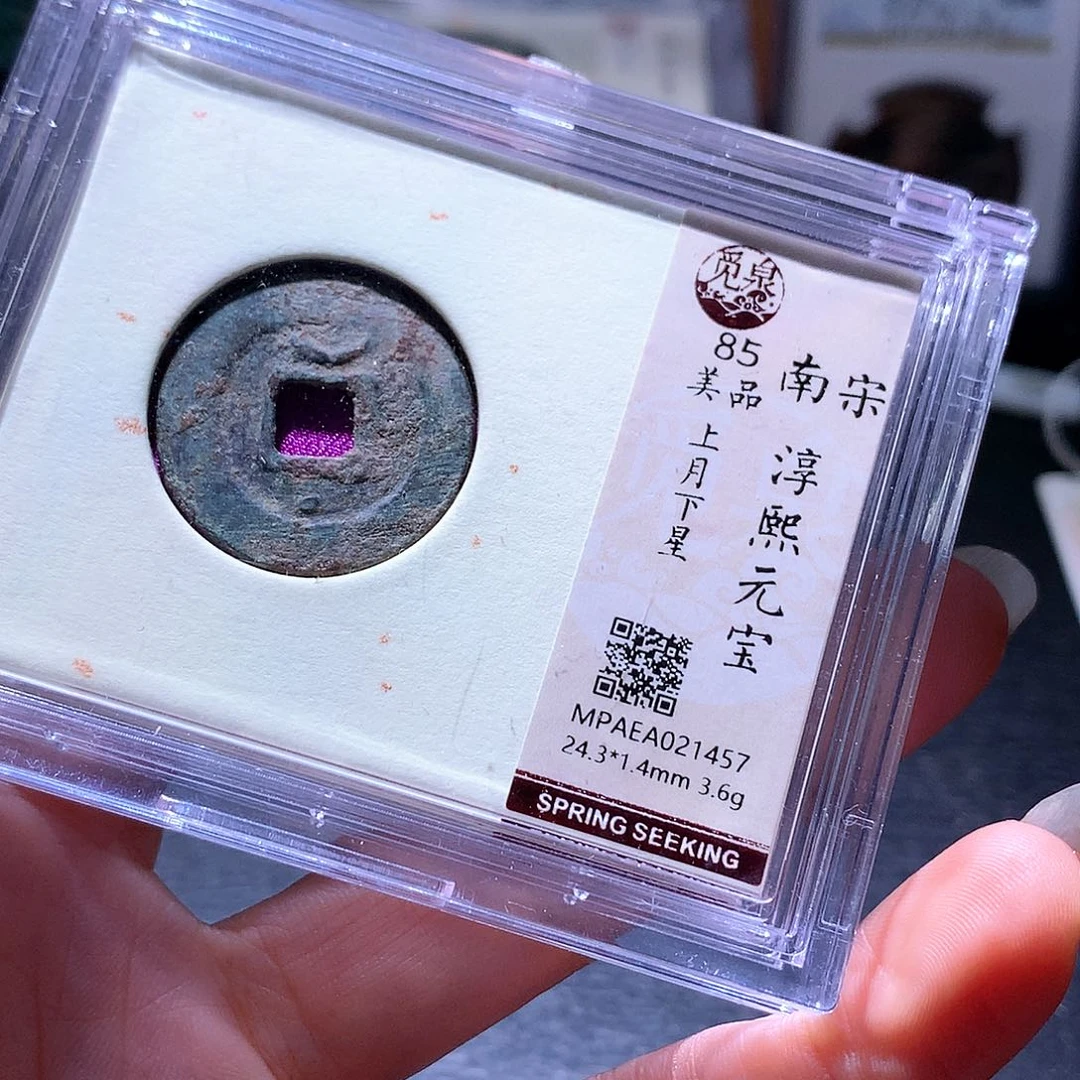 觅泉
85
美品
上月下星
南宋
淳熙元宝
MPAEA021457
24.3*1.4mm 3.6g
SPRING SEEKING